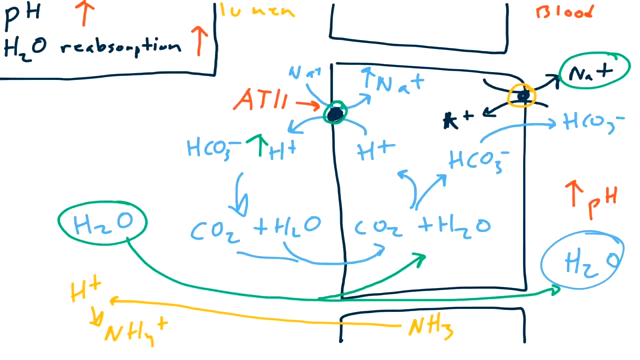 pH ↑
H₂O reabsorption ↑
lumen
Blood
Na+
↑Na+
Na+
ATII →
K+
HCO₃⁻
HCO₃⁻ ↑H+
H+
HCO₃⁻
↑ pH
H₂O
CO₂ + H₂O
CO₂ + H₂O
H₂O
H+
NH₄+
NH₃